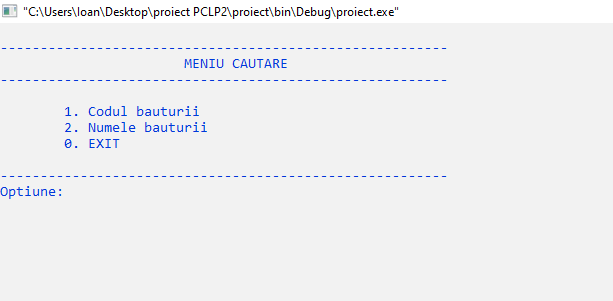 "C:\Users\Ioan\Desktop\proiect PCLP2\proiect\bin\Debug\proiect.exe"
--------------------------------------------------------
MENIU CAUTARE
--------------------------------------------------------
1. Codul bauturii
2. Numele bauturii
0. EXIT
--------------------------------------------------------
Optiune: